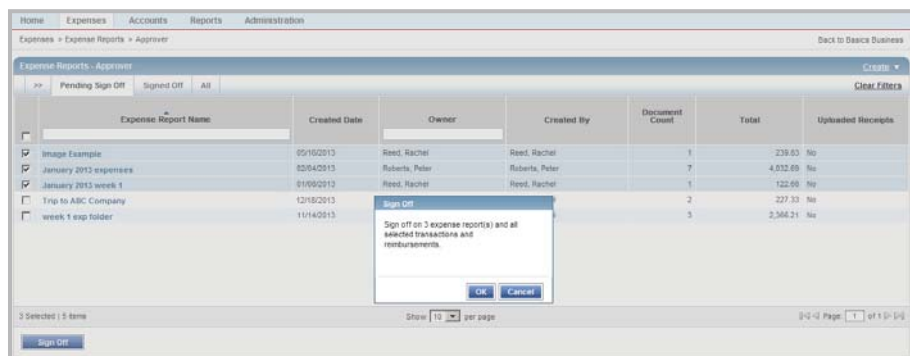 Home Expenses Accounts Reports Administration
Expenses > Expense Reports > Approver Back to Basics Business
Expense Reports - Approver Create
>> Pending Sign Off Signed Off All Clear Filters
Expense Report Name Created Date Owner Created By Document Count Total Uploaded Receipts
Image Example 05/10/2013 Reed, Rachel Reed, Rachel 1 239.63 No
January 2013 expenses 02/04/2013 Roberts, Peter Roberts, Peter 7 4,032.69 No
January 2013 week 1 01/08/2013 Reed, Rachel Reed, Rachel 1 122.60 No
Trip to ABC Company 12/18/2013 2 227.33 No
week 1 exp folder 11/14/2013 3 2,366.21 No
Sign Off
Sign off on 3 expense report(s) and all
selected transactions and
reimbursements.
OK Cancel
3 Selected | 5 items Show 10 per page Page 1 of 1
Sign Off